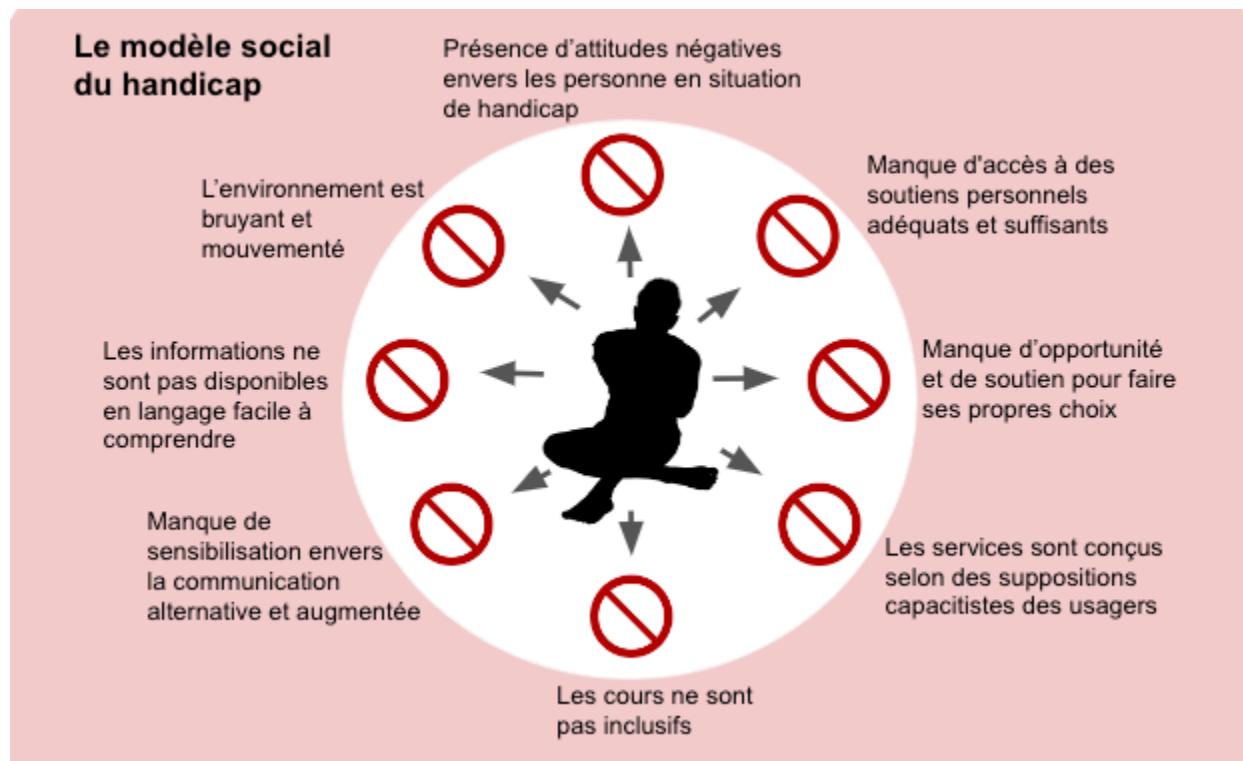 Le modèle social
du handicap
Présence d'attitudes négatives
envers les personne en situation
de handicap
Manque d'accès à des
soutiens personnels
adéquats et suffisants
Manque d'opportunité
et de soutien pour faire
ses propres choix
Les services sont conçus
selon des suppositions
capacitistes des usagers
Les cours ne sont
pas inclusifs
Manque de
sensibilisation envers
la communication
alternative et augmentée
Les informations ne
sont pas disponibles
en langage facile à
comprendre
L'environnement est
bruyant et
mouvementé